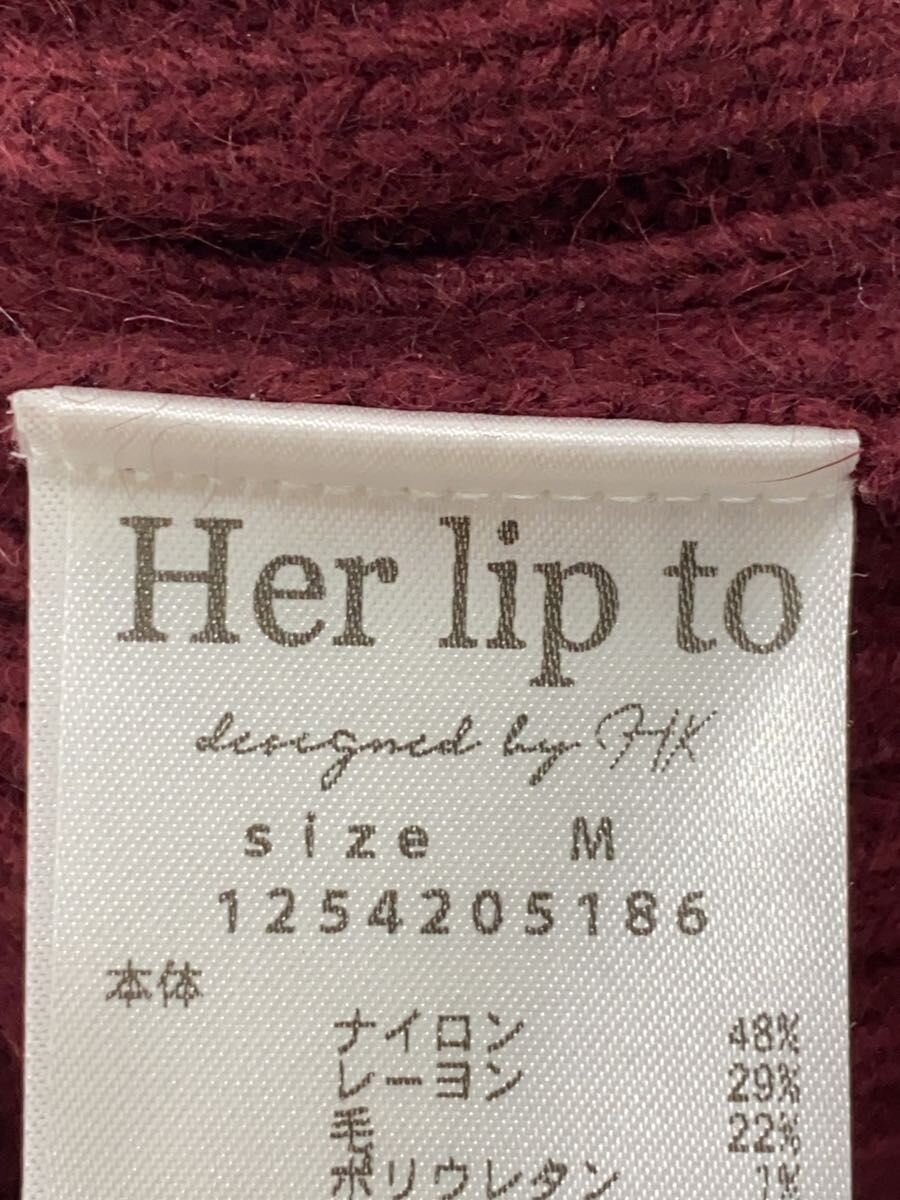 Her lip to
designed by HK
size M
1254205186
本体
ナイロン 48%
レーヨン 29%
毛 22%
ポリウレタン 1%